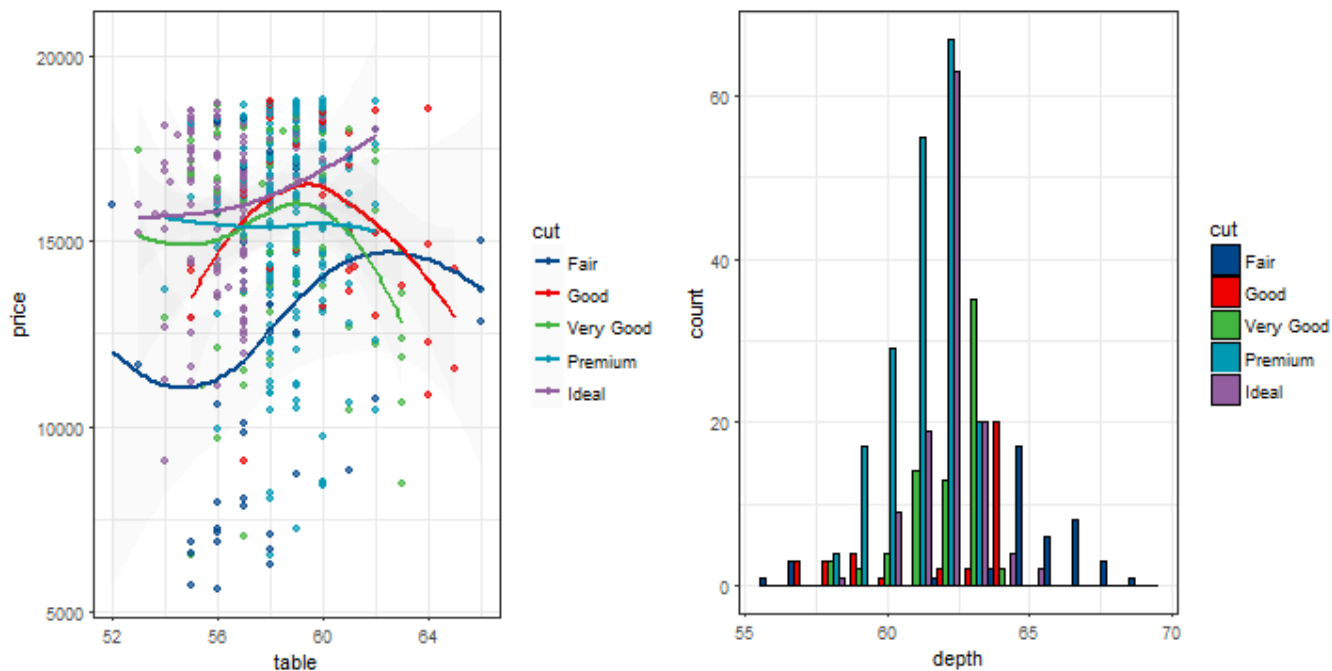 20000
15000
10000
5000
price
52
56
60
64
table
cut
Fair
Good
Very Good
Premium
Ideal
60
40
20
0
count
55
60
65
70
depth
cut
Fair
Good
Very Good
Premium
Ideal